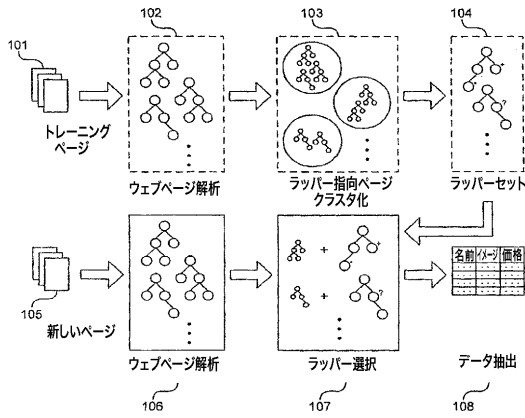 101
102
103
104
トレーニング
ページ
ウェブページ解析
ラッパー指向ページ
クラスタ化
ラッパーセット
+
?
105
新しいページ
ウェブページ解析
106
+
+
+
?
ラッパー選択
107
名前 イメージ 価格
データ抽出
108